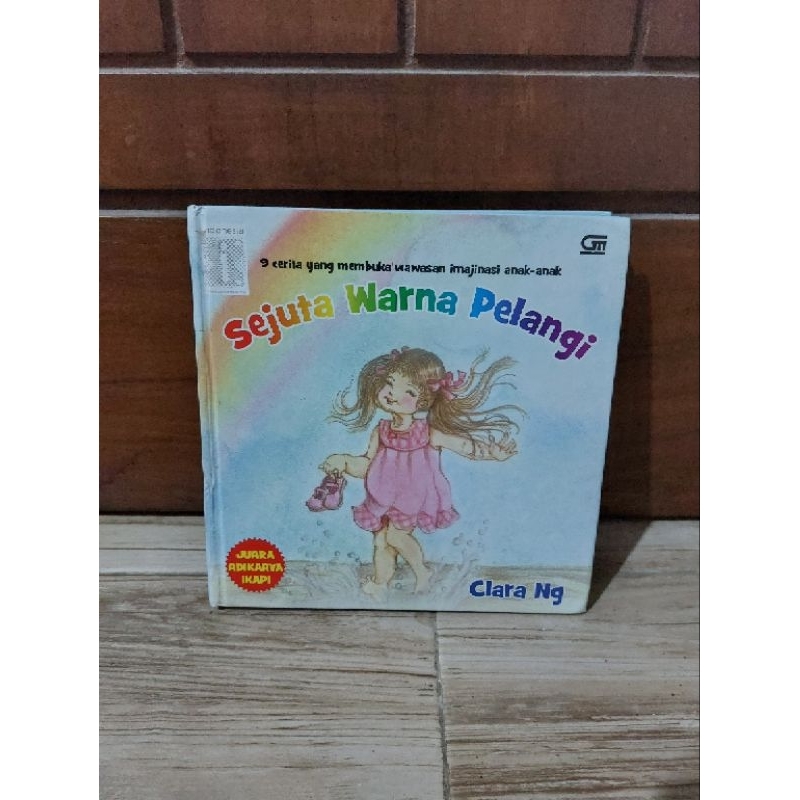 9 cerita yang membuka wawasan imajinasi anak-anak
Sejuta Warna Pelangi
JUARA
ADIKARYA
IKAPI
Clara Ng